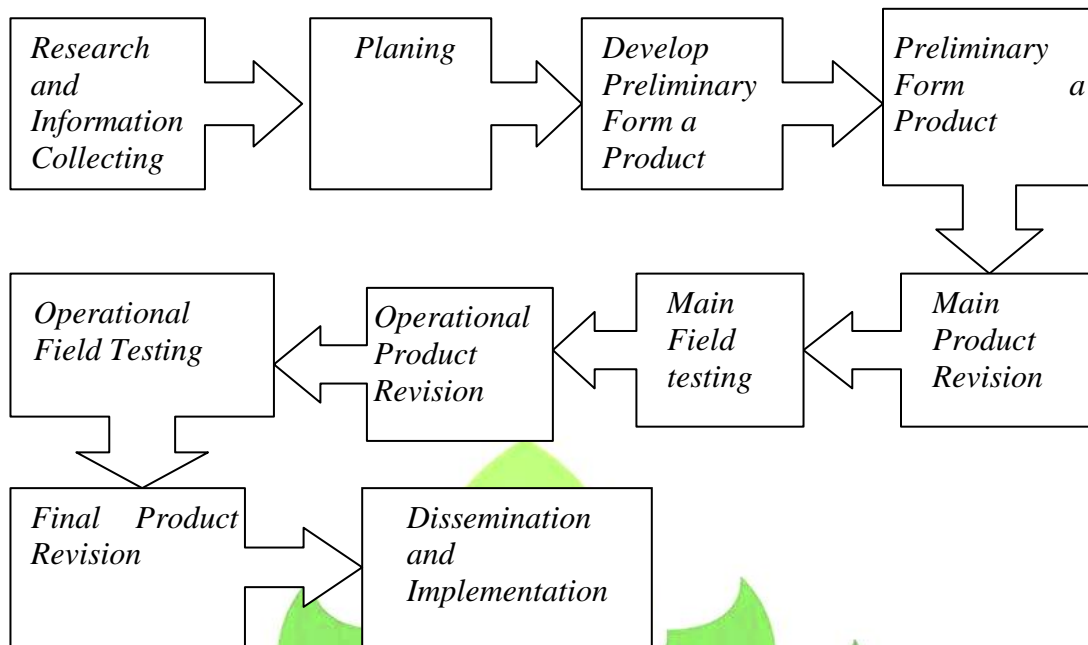 Research
and
Information
Collecting
Planing
Develop
Preliminary
Form a
Product
Preliminary
Form a
Product
Main
Product
Revision
Main
Field
testing
Operational
Product
Revision
Operational
Field Testing
Final Product
Revision
Dissemination
and
Implementation